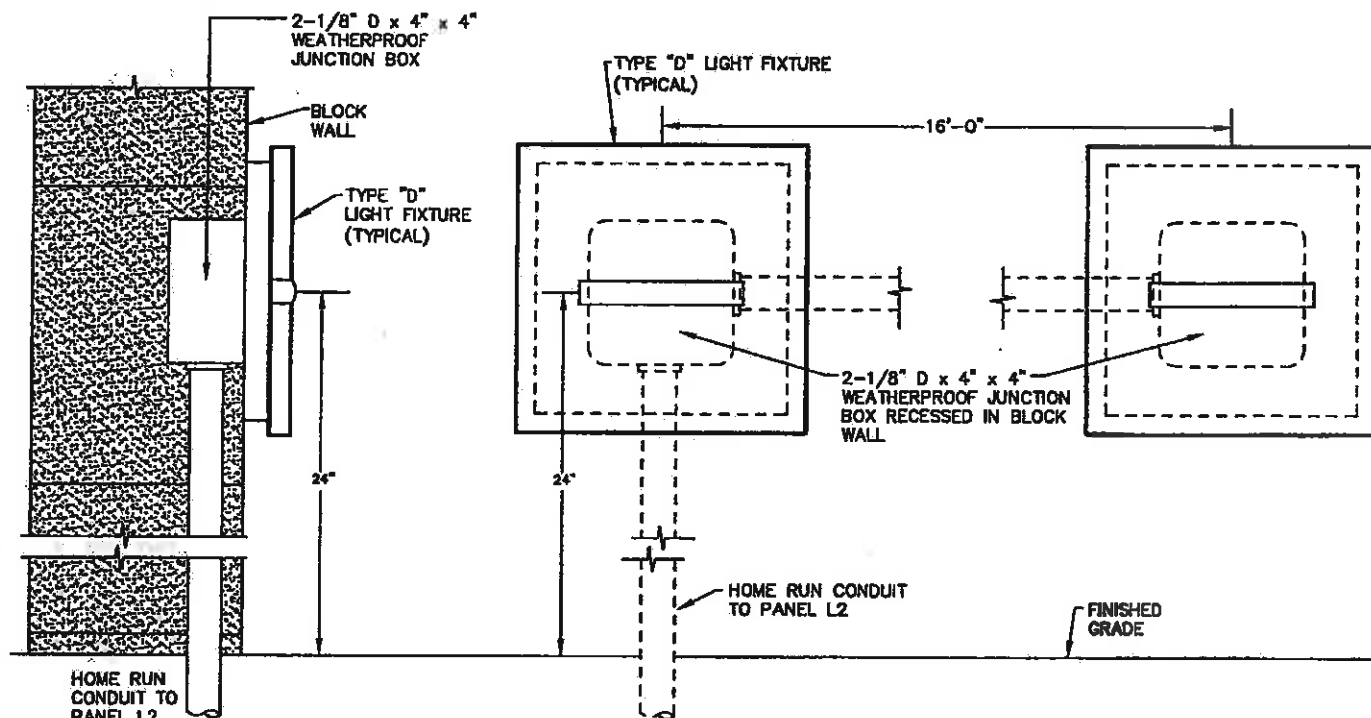 2-1/8" D x 4" x 4"
WEATHERPROOF
JUNCTION BOX
BLOCK
WALL
TYPE "D"
LIGHT FIXTURE
(TYPICAL)
24"
HOME RUN
CONDUIT TO
PANEL L2
TYPE "D" LIGHT FIXTURE
(TYPICAL)
16'-0"
2-1/8" D x 4" x 4"
WEATHERPROOF JUNCTION
BOX RECESSED IN BLOCK
WALL
24"
HOME RUN CONDUIT
TO PANEL L2
FINISHED
GRADE